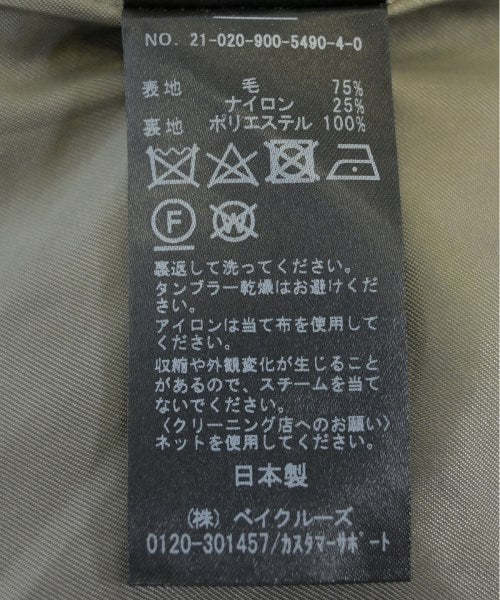 NO. 21-020-900-5490-4-0
表地 毛 75%
ナイロン 25%
裏地 ポリエステル 100%
F W
裏返して洗ってください。
タンブラー乾燥はお避けくだ
さい。
アイロンは当て布を使用して
ください。
収縮や外観変化が生じること
があるので、スチームを当て
ないでください。
〈クリーニング店へのお願い〉
ネットを使用してください。
日本製
(株) ベイクルーズ
0120-301457/カスタマーサポート